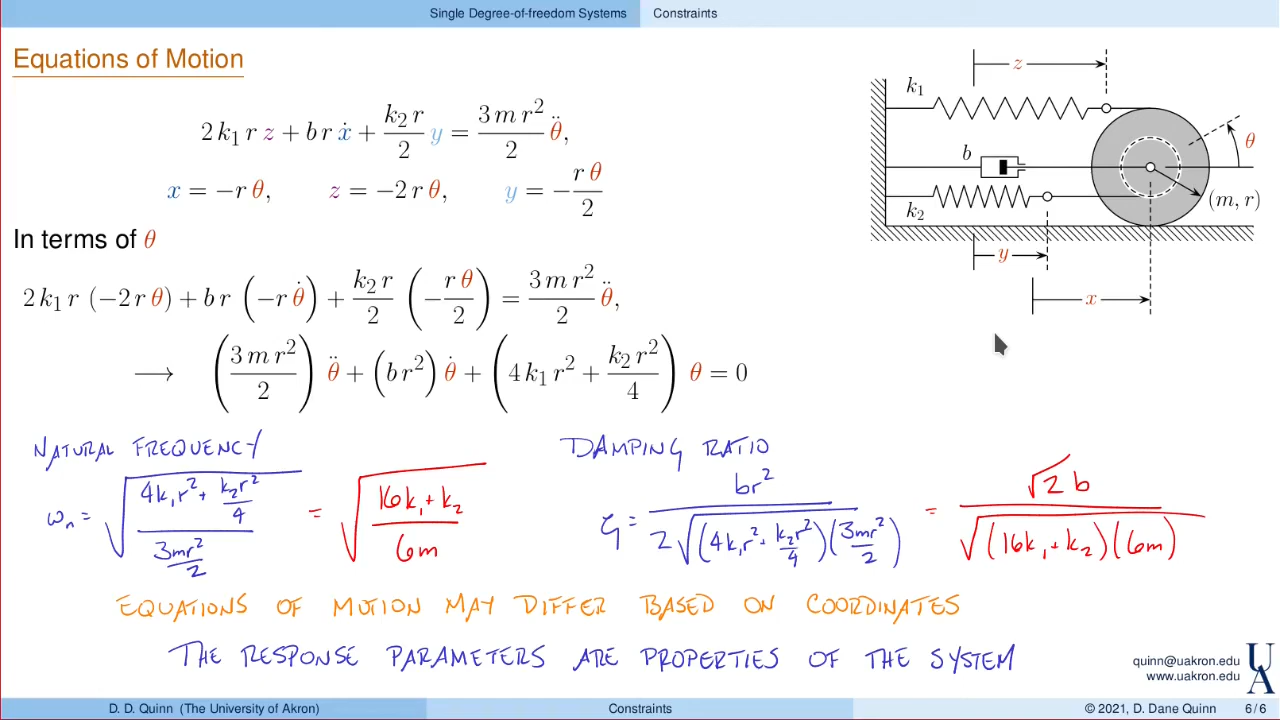 Single Degree-of-freedom Systems Constraints
Equations of Motion
2 k₁ r z + b r ẋ + (k₂ r / 2) y = (3 m r² / 2) θ̈,
x = −r θ, z = −2 r θ, y = −(r θ / 2)
In terms of θ
2 k₁ r (−2 r θ) + b r (−r θ̇) + (k₂ r / 2) (−(r θ / 2)) = (3 m r² / 2) θ̈,
⟶ (3 m r² / 2) θ̈ + (b r²) θ̇ + (4 k₁ r² + k₂ r² / 4) θ = 0
z
k₁
b
θ
k₂
(m, r)
y
x
NATURAL FREQUENCY
ωₙ = √((4k₁r² + k₂r²/4) / (3mr²/2)) = √((16k₁ + k₂) / 6m)
DAMPING RATIO
ζ = br² / (2√((4k₁r² + k₂r²/4)(3mr²/2))) = √2 b / √((16k₁ + k₂)(6m))
EQUATIONS OF MOTION MAY DIFFER BASED ON COORDINATES
THE RESPONSE PARAMETERS ARE PROPERTIES OF THE SYSTEM
quinn@uakron.edu
www.uakron.edu
UA
D. D. Quinn (The University of Akron) Constraints © 2021, D. Dane Quinn 6 / 6